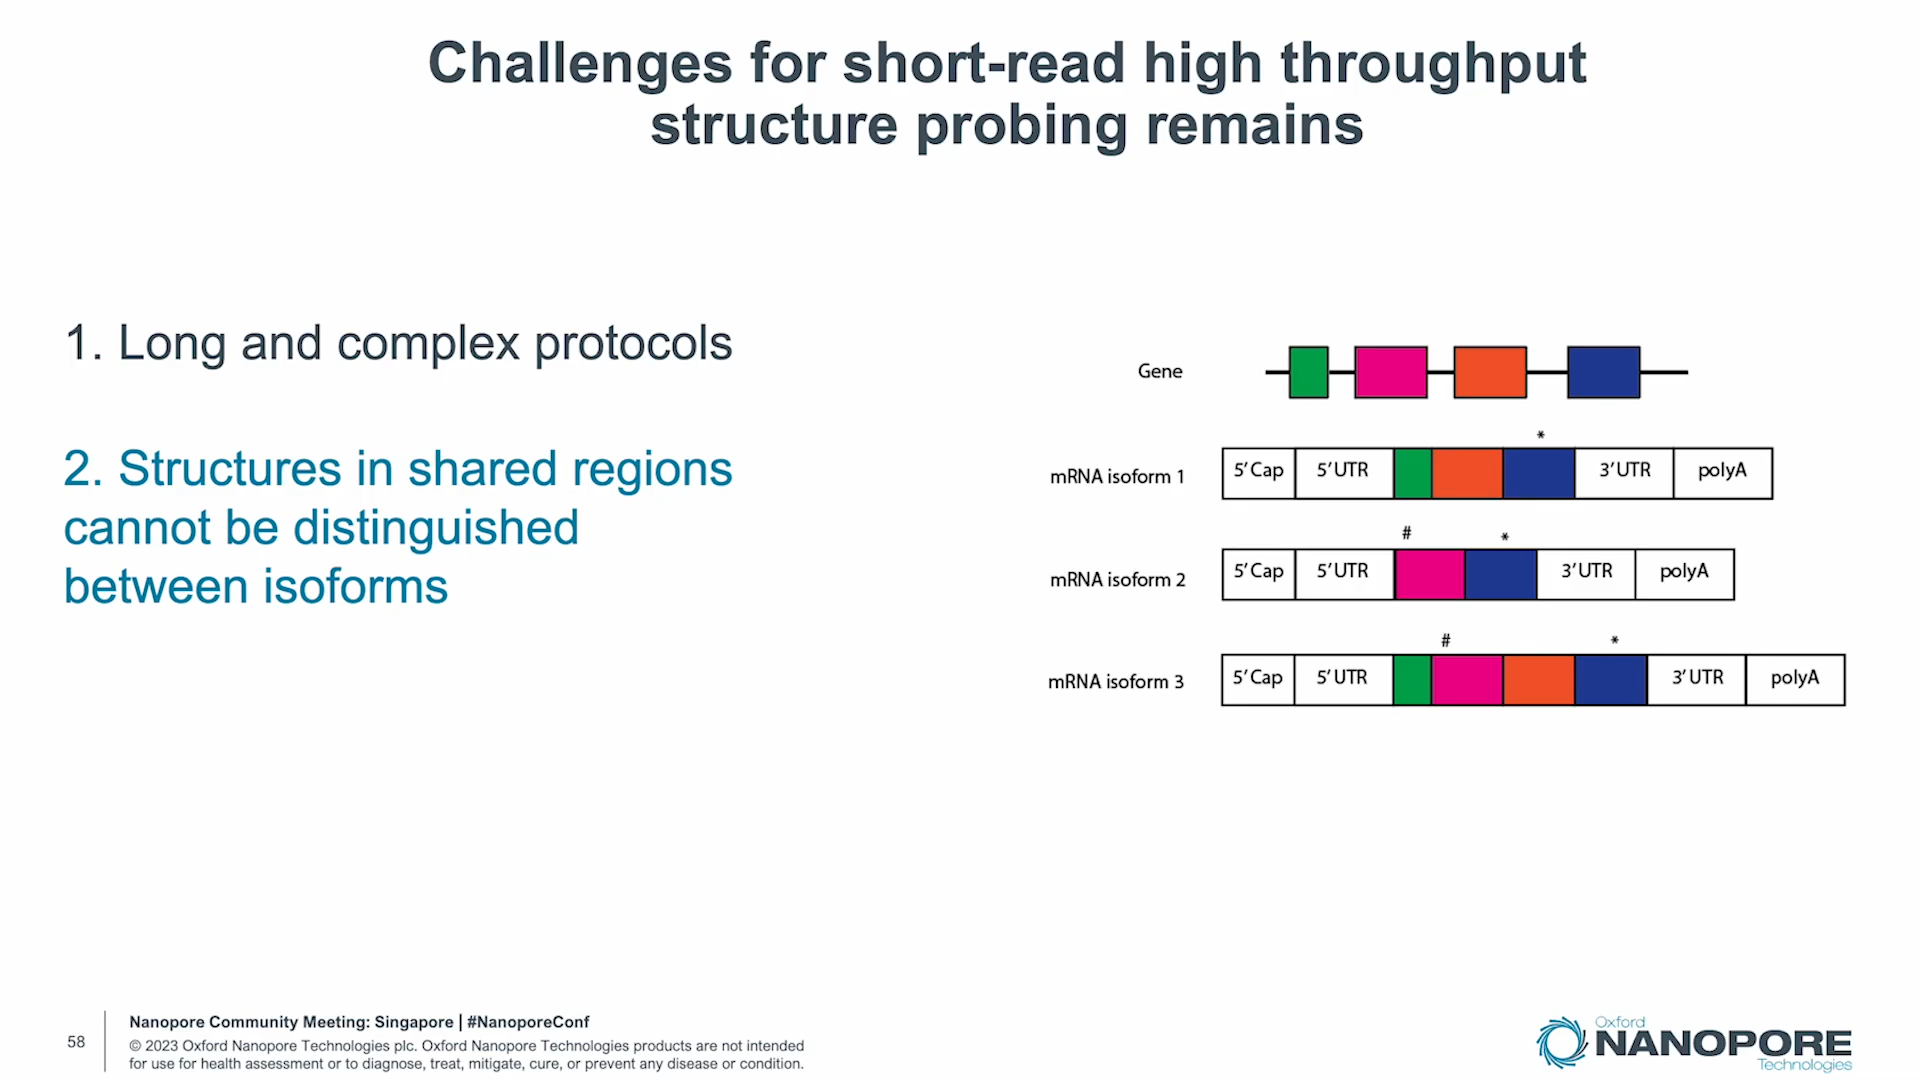 Challenges for short-read high throughput
structure probing remains
1. Long and complex protocols
2. Structures in shared regions
cannot be distinguished
between isoforms
Gene
*
mRNA isoform 1
5' Cap 5' UTR 3' UTR polyA
# *
mRNA isoform 2
5' Cap 5' UTR 3' UTR polyA
# *
mRNA isoform 3
5' Cap 5' UTR 3' UTR polyA
58
Nanopore Community Meeting: Singapore | #NanoporeConf
© 2023 Oxford Nanopore Technologies plc. Oxford Nanopore Technologies products are not intended
for use for health assessment or to diagnose, treat, mitigate, cure, or prevent any disease or condition.
Oxford
NANOPORE
Technologies